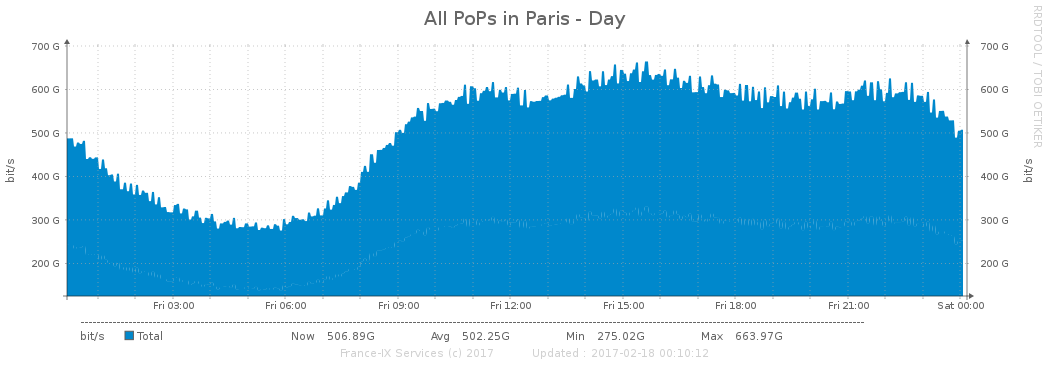 All PoPs in Paris - Day
RRDTOOL / TOBI OETIKER
700 G 700 G
600 G 600 G
500 G 500 G
400 G 400 G
300 G 300 G
200 G 200 G
bit/s bit/s
Fri 03:00 Fri 06:00 Fri 09:00 Fri 12:00 Fri 15:00 Fri 18:00 Fri 21:00 Sat 00:00
bit/s Total Now 506.89G Avg 502.25G Min 275.02G Max 663.97G
France-IX Services (c) 2017 Updated : 2017-02-18 00:10:12